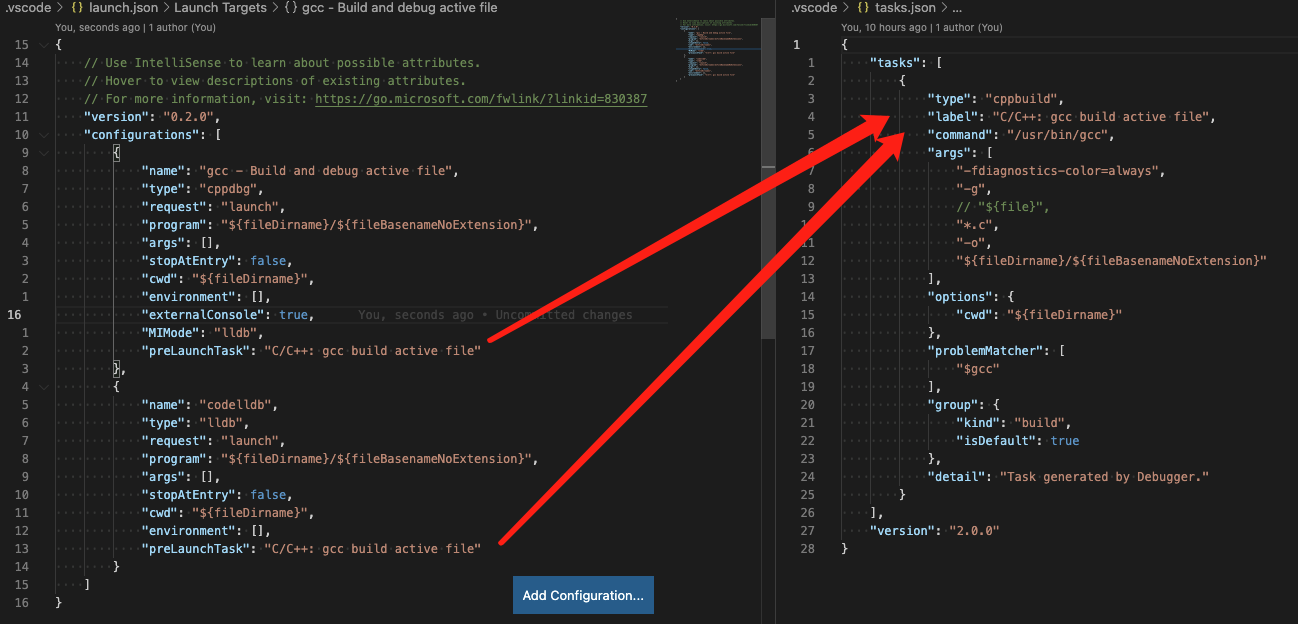 .vscode > {} launch.json > Launch Targets > {} gcc - Build and debug active file
You, seconds ago | 1 author (You)
15 {
14 // Use IntelliSense to learn about possible attributes.
13 // Hover to view descriptions of existing attributes.
12 // For more information, visit: https://go.microsoft.com/fwlink/?linkid=830387
11 "version": "0.2.0",
10 "configurations": [
9 {
8 "name": "gcc - Build and debug active file",
7 "type": "cppdbg",
6 "request": "launch",
5 "program": "${fileDirname}/${fileBasenameNoExtension}",
4 "args": [],
3 "stopAtEntry": false,
2 "cwd": "${fileDirname}",
1 "environment": [],
16 "externalConsole": true, You, seconds ago • Uncommitted changes
1 "MIMode": "lldb",
2 "preLaunchTask": "C/C++: gcc build active file"
3 },
4 {
5 "name": "codelldb",
6 "type": "lldb",
7 "request": "launch",
8 "program": "${fileDirname}/${fileBasenameNoExtension}",
9 "args": [],
10 "stopAtEntry": false,
11 "cwd": "${fileDirname}",
12 "environment": [],
13 "preLaunchTask": "C/C++: gcc build active file"
14 }
15 ]
16 }
Add Configuration...
.vscode > {} tasks.json > ...
You, 10 hours ago | 1 author (You)
1 {
1 "tasks": [
2 {
3 "type": "cppbuild",
4 "label": "C/C++: gcc build active file",
5 "command": "/usr/bin/gcc",
6 "args": [
7 "-fdiagnostics-color=always",
8 "-g",
9 // "${file}",
10 "*.c",
11 "-o",
12 "${fileDirname}/${fileBasenameNoExtension}"
13 ],
14 "options": {
15 "cwd": "${fileDirname}"
16 },
17 "problemMatcher": [
18 "$gcc"
19 ],
20 "group": {
21 "kind": "build",
22 "isDefault": true
23 },
24 "detail": "Task generated by Debugger."
25 }
26 ],
27 "version": "2.0.0"
28 }